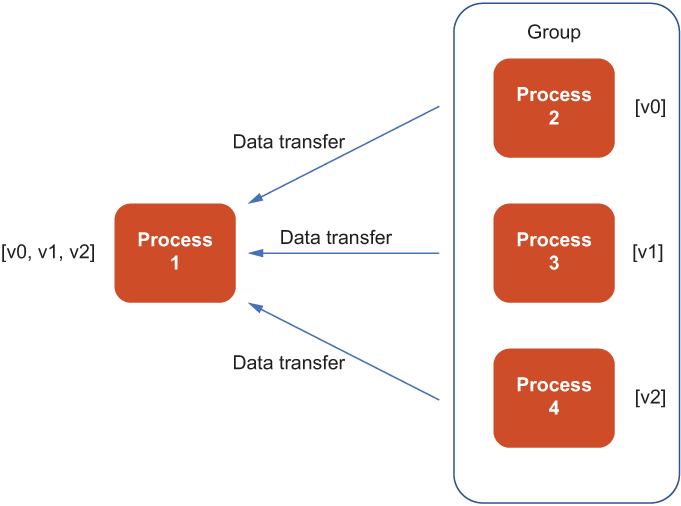 Group
Process
2
[v0]
Data transfer
Process
1
[v0, v1, v2]
Data transfer
Process
3
[v1]
Data transfer
Process
4
[v2]